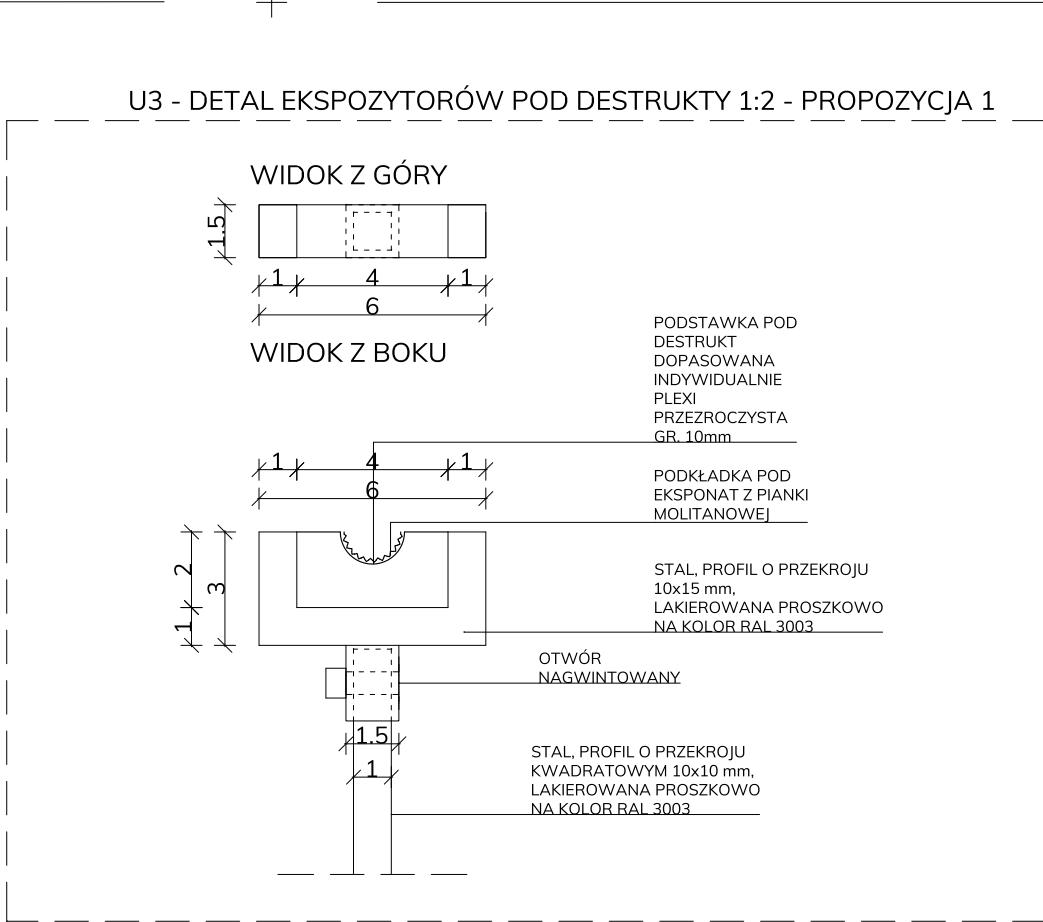 U3 - DETAL EKSPOZYTORÓW POD DESTRUKTY 1:2 - PROPOZYCJA 1
WIDOK Z GÓRY
1.5
1 4 1
6
WIDOK Z BOKU
PODSTAWKA POD
DESTRUKT
DOPASOWANA
INDYWIDUALNIE
PLEXI
PRZEZROCZYSTA
GR. 10mm
1 4 1
6
PODKŁADKA POD
EKSPONAT Z PIANKI
MOLITANOWEJ
2
3
1
STAL, PROFIL O PRZEKROJU
10x15 mm,
LAKIEROWANA PROSZKOWO
NA KOLOR RAL 3003
OTWÓR
NAGWINTOWANY
1.5
1
STAL, PROFIL O PRZEKROJU
KWADRATOWYM 10x10 mm,
LAKIEROWANA PROSZKOWO
NA KOLOR RAL 3003